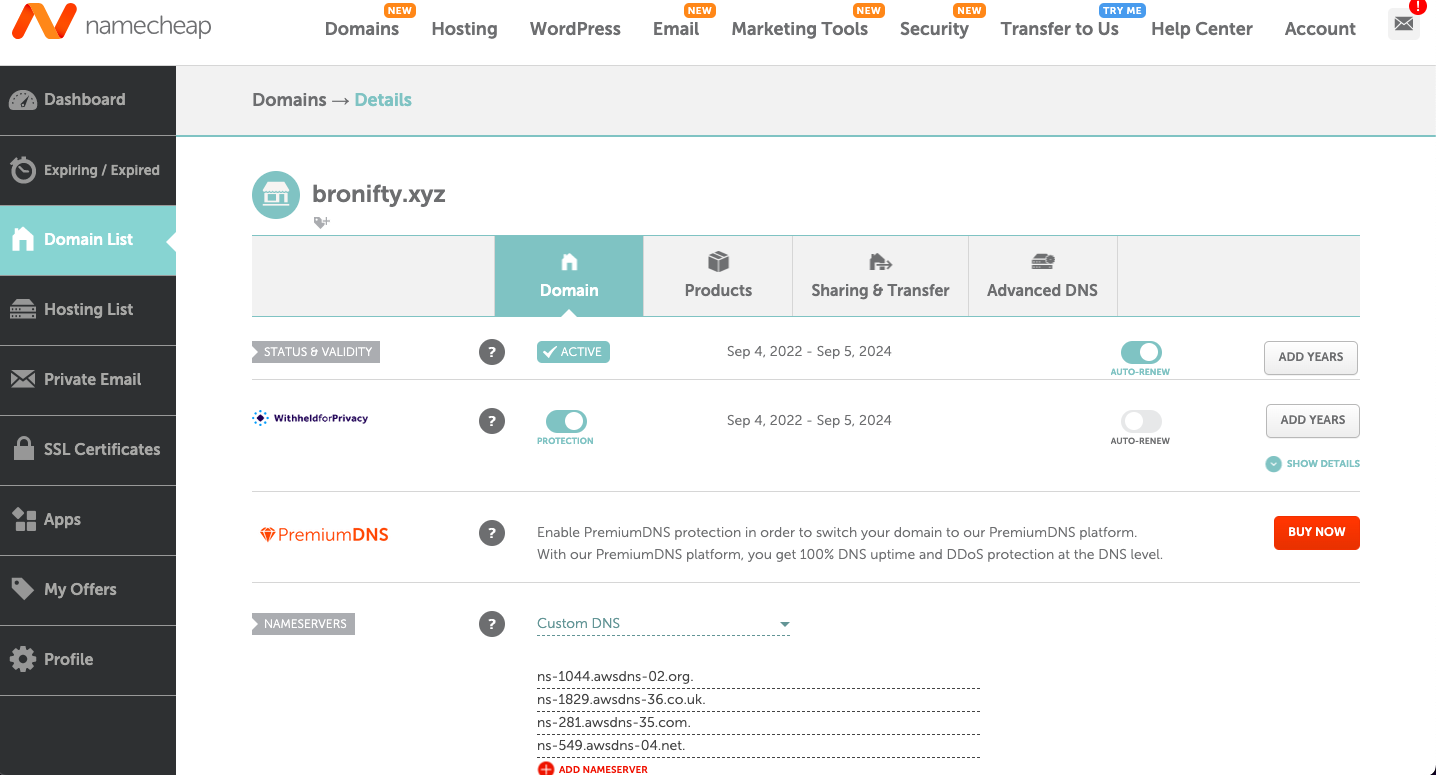 namecheap
NEW NEW NEW NEW TRY ME !
Domains Hosting WordPress Email Marketing Tools Security Transfer to Us Help Center Account
Dashboard
Expiring / Expired
Domain List
Hosting List
Private Email
SSL Certificates
Apps
My Offers
Profile
Domains → Details
bronifty.xyz
Domain Products Sharing & Transfer Advanced DNS
STATUS & VALIDITY ? ACTIVE Sep 4, 2022 - Sep 5, 2024 ADD YEARS
AUTO-RENEW
WithheldforPrivacy ? Sep 4, 2022 - Sep 5, 2024 ADD YEARS
PROTECTION AUTO-RENEW
SHOW DETAILS
PremiumDNS ? Enable PremiumDNS protection in order to switch your domain to our PremiumDNS platform. BUY NOW
With our PremiumDNS platform, you get 100% DNS uptime and DDoS protection at the DNS level.
NAMESERVERS ? Custom DNS
ns-1044.awsdns-02.org.
ns-1829.awsdns-36.co.uk.
ns-281.awsdns-35.com.
ns-549.awsdns-04.net.
ADD NAMESERVER